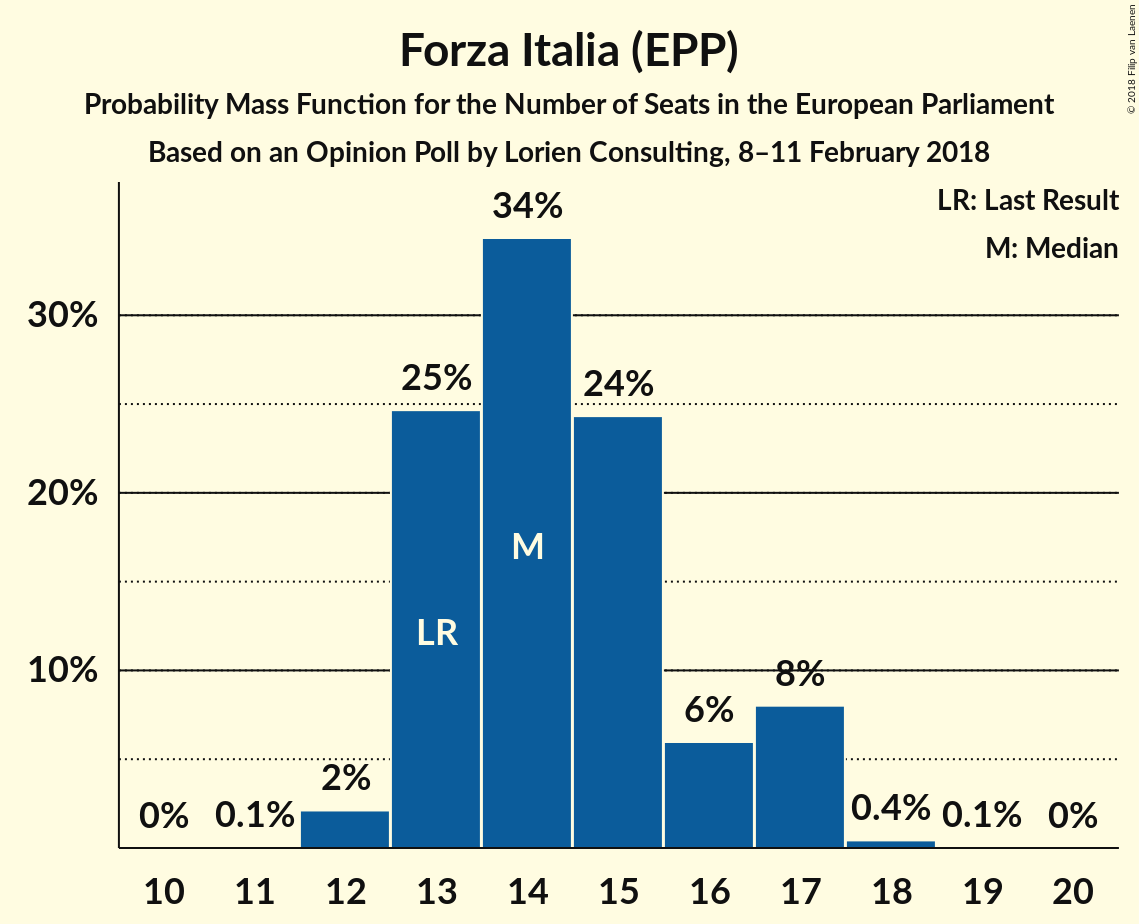 Forza Italia (EPP)
Probability Mass Function for the Number of Seats in the European Parliament
Based on an Opinion Poll by Lorien Consulting, 8–11 February 2018
© 2018 Filip van Laenen
LR: Last Result
M: Median
34%
30%
25%
24%
20%
M
LR
10%
8%
6%
2%
0%
0.1%
0.4%
0.1%
0%
10 11 12 13 14 15 16 17 18 19 20